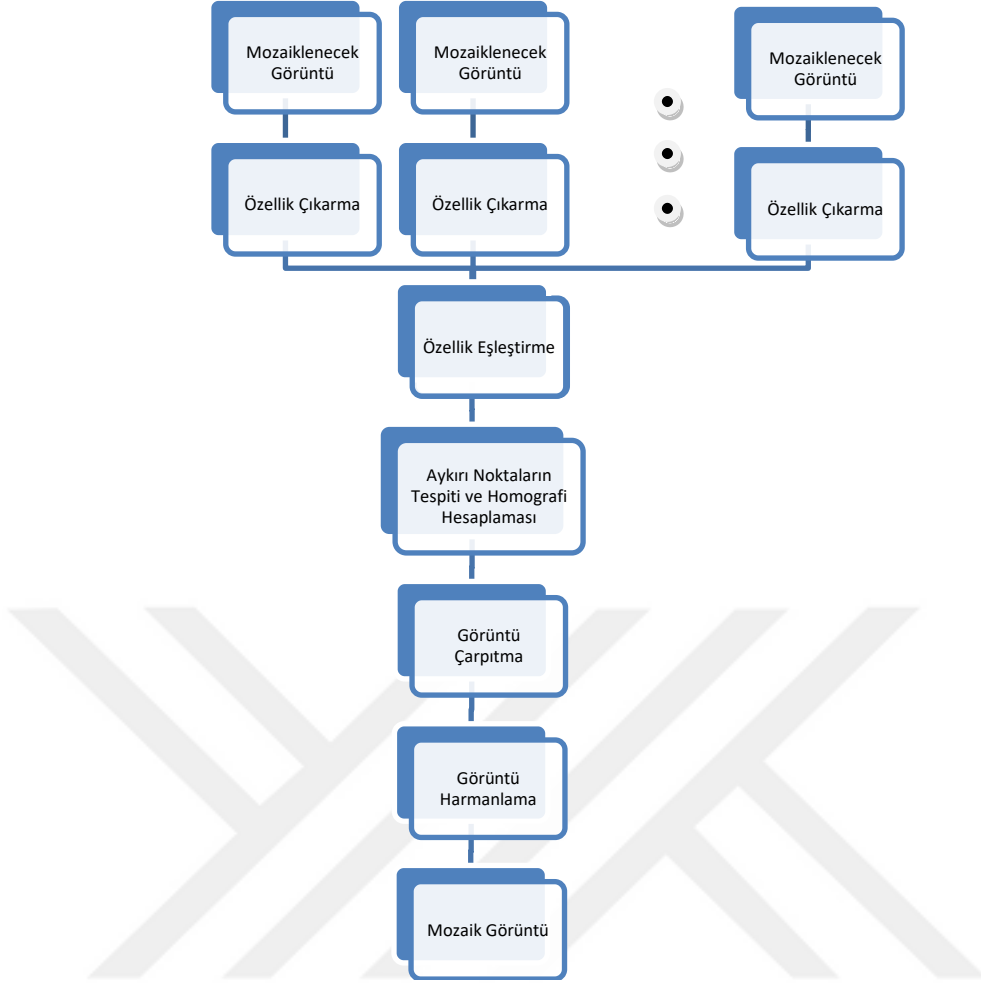 Mozaiklenecek
Görüntü
Mozaiklenecek
Görüntü
Mozaiklenecek
Görüntü
Özellik Çıkarma
Özellik Çıkarma
Özellik Çıkarma
Özellik Eşleştirme
Aykırı Noktaların
Tespiti ve Homografi
Hesaplaması
Görüntü
Çarpıtma
Görüntü
Harmanlama
Mozaik Görüntü